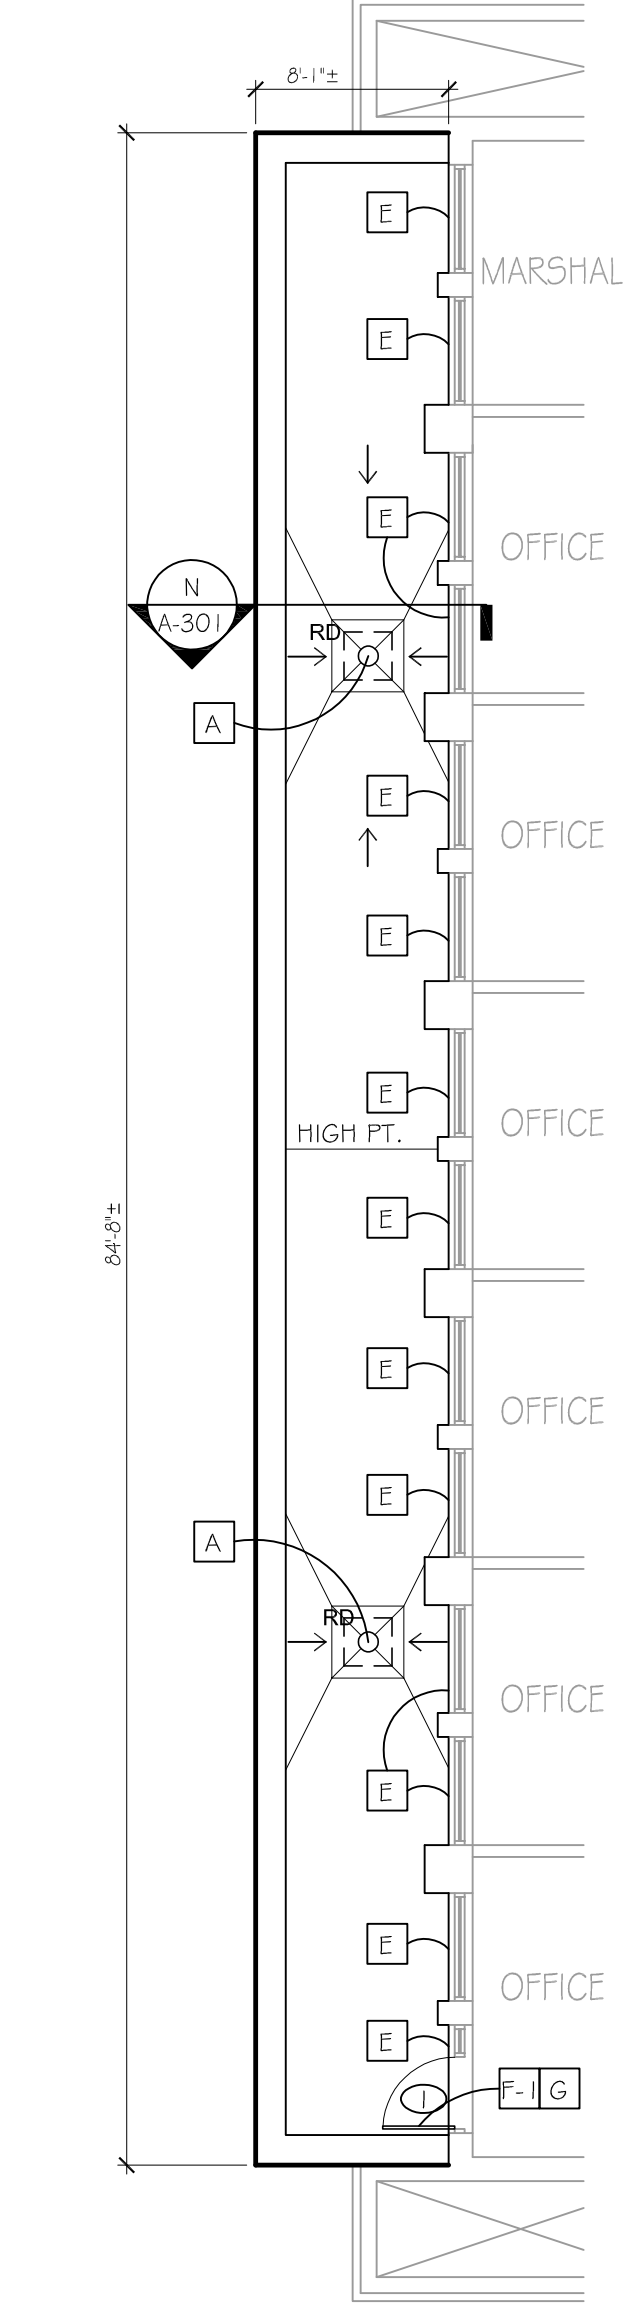 8'-1"±
E
MARSHAL
E
E
OFFICE
N
A-301
RD
A
E
OFFICE
E
E
OFFICE
HIGH PT.
84'-8"±
E
E
OFFICE
E
A
RD
OFFICE
E
E
OFFICE
E
1
F-1 G